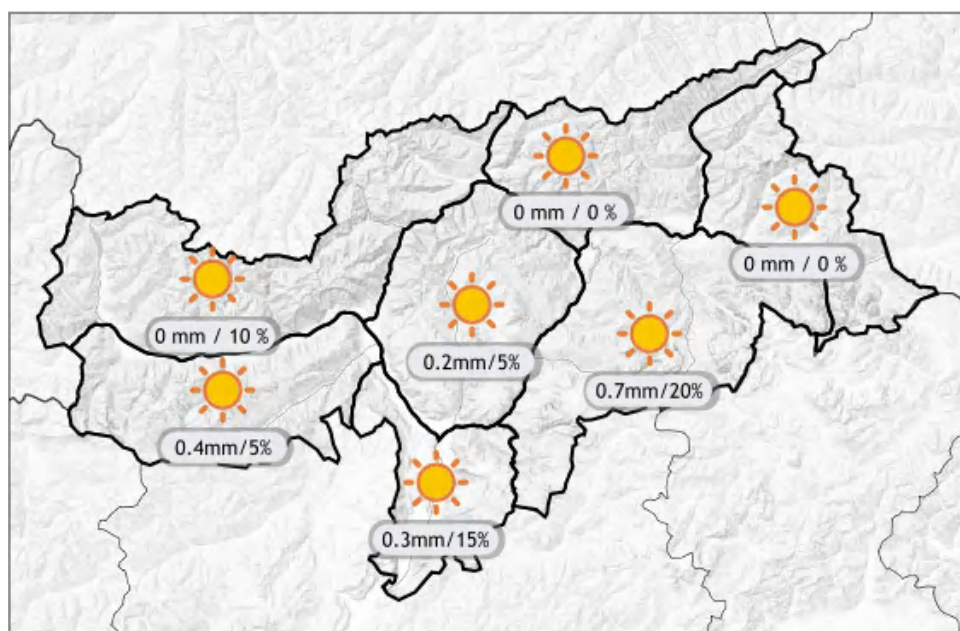 0 mm / 0 %
0 mm / 0 %
0 mm / 10 %
0.2mm/5%
0.7mm/20%
0.4mm/5%
0.3mm/15%